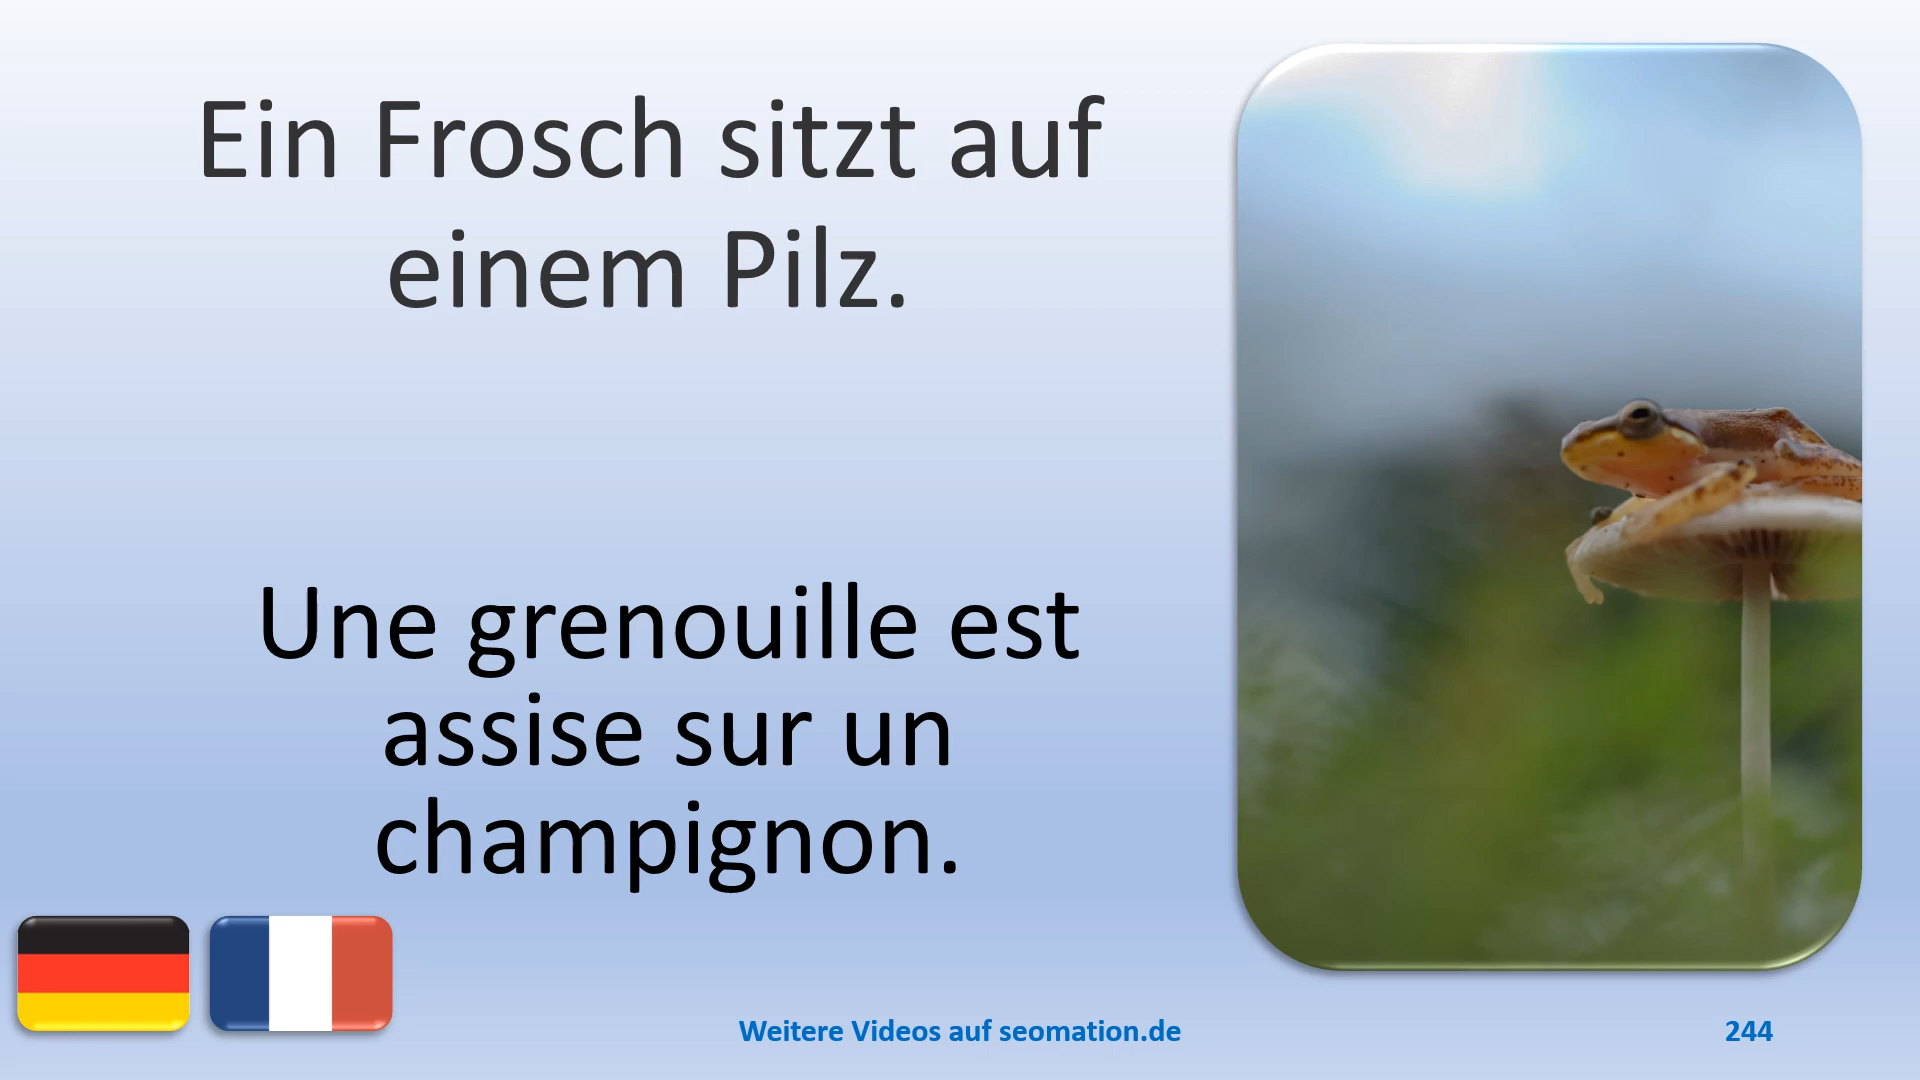 Ein Frosch sitzt auf
einem Pilz.
Une grenouille est
assise sur un
champignon.
Weitere Videos auf seomation.de
244